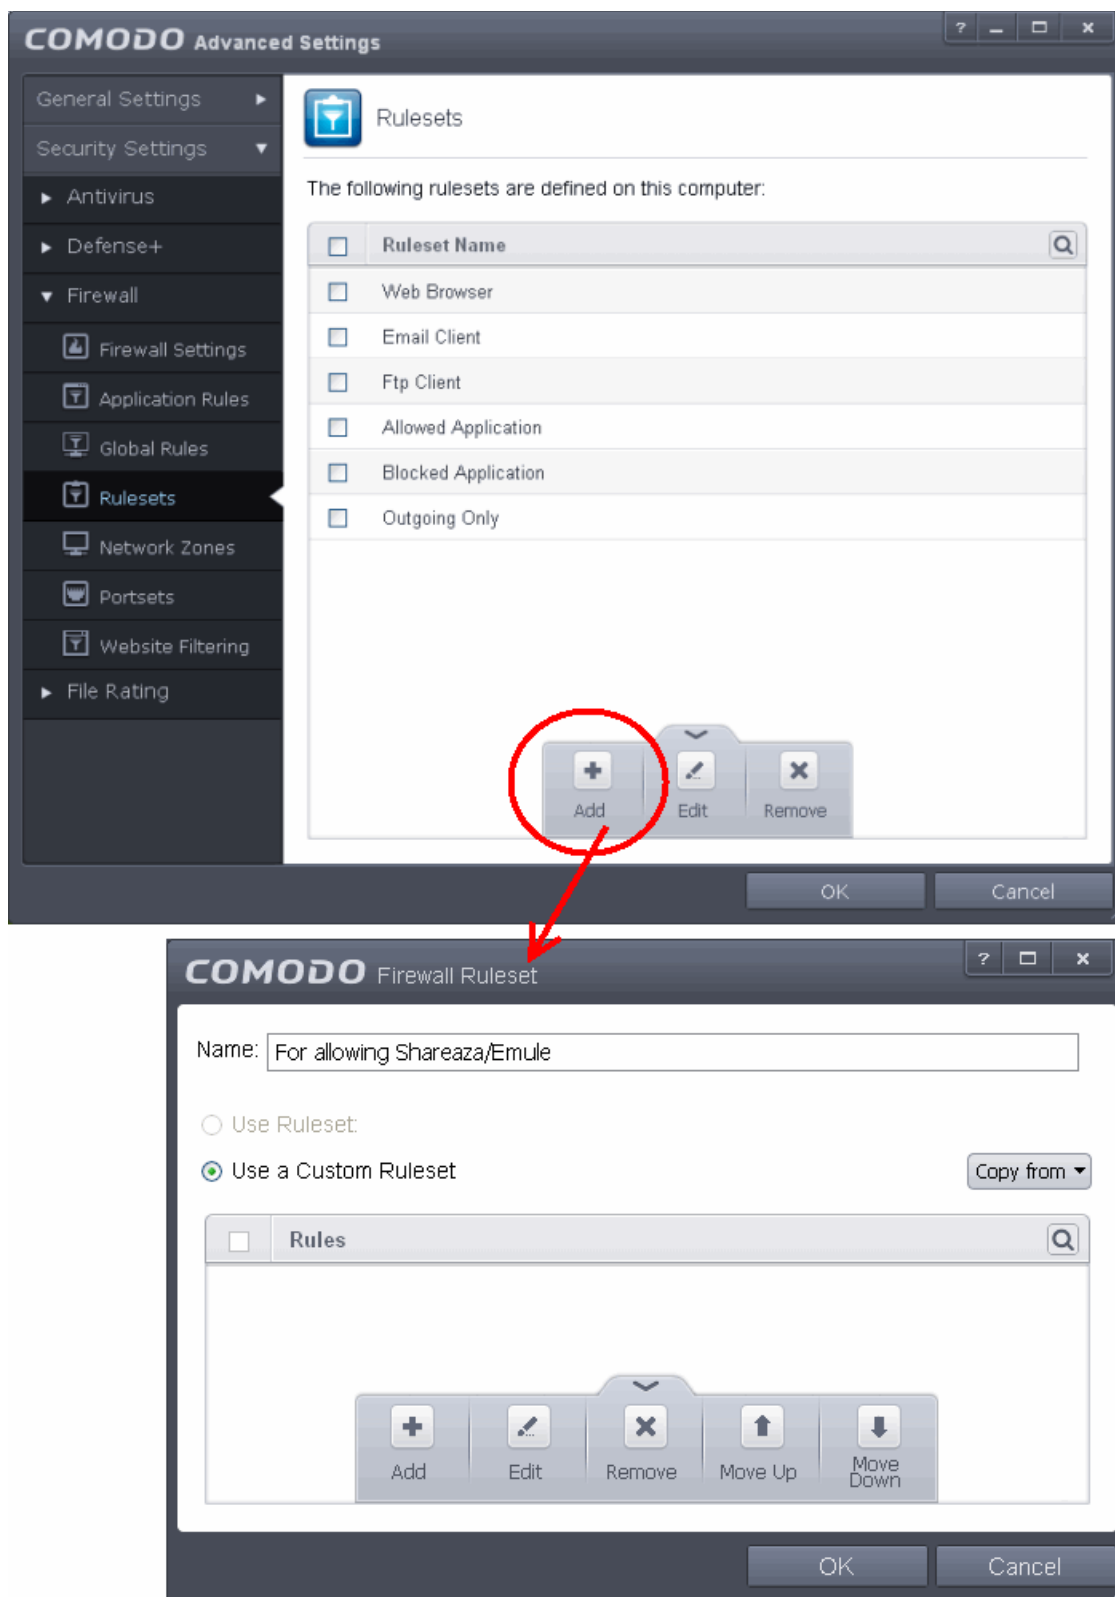 COMODO Advanced Settings
?
General Settings
Security Settings
Antivirus
Defense+
Firewall
Firewall Settings
Application Rules
Global Rules
Rulesets
Network Zones
Portsets
Website Filtering
File Rating
Rulesets
The following rulesets are defined on this computer:
Ruleset Name
Web Browser
Email Client
Ftp Client
Allowed Application
Blocked Application
Outgoing Only
Add
Edit
Remove
OK
Cancel
COMODO Firewall Ruleset
?
Name: For allowing Shareaza/Emule
Use Ruleset:
Use a Custom Ruleset
Copy from
Rules
Add
Edit
Remove
Move Up
Move
Down
OK
Cancel